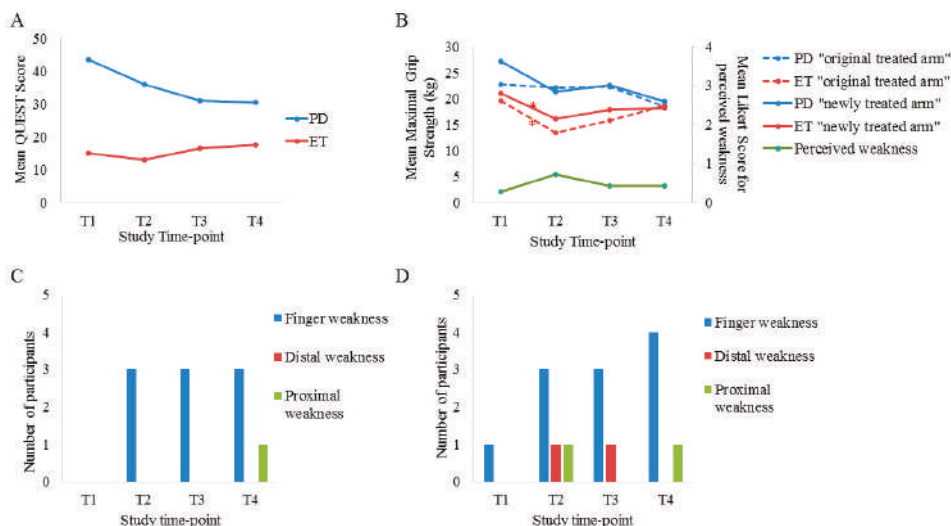 A
Mean QUEST Score
50
40
30
20
10
0
T1 T2 T3 T4
Study Time-point
PD
ET
B
Mean Maximal Grip
Strength (kg)
30
25
20
15
10
5
0
*
*
4
3
2
1
0
Mean Likert Score for
perceived weakness
T1 T2 T3 T4
Study Time-point
PD "original treated arm"
ET "original treated arm"
PD "newly treated arm"
ET "newly treated arm"
Perceived weakness
C
Number of participants
5
4
3
2
1
0
T1 T2 T3 T4
Study time-point
Finger weakness
Distal weakness
Proximal
weakness
D
Number of participants
5
4
3
2
1
0
T1 T2 T3 T4
Study time-point
Finger weakness
Distal weakness
Proximal
weakness